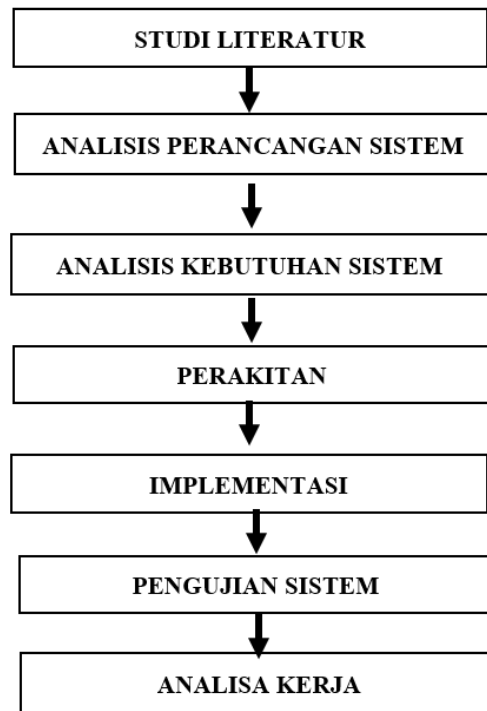 STUDI LITERATUR
ANALISIS PERANCANGAN SISTEM
ANALISIS KEBUTUHAN SISTEM
PERAKITAN
IMPLEMENTASI
PENGUJIAN SISTEM
ANALISA KERJA